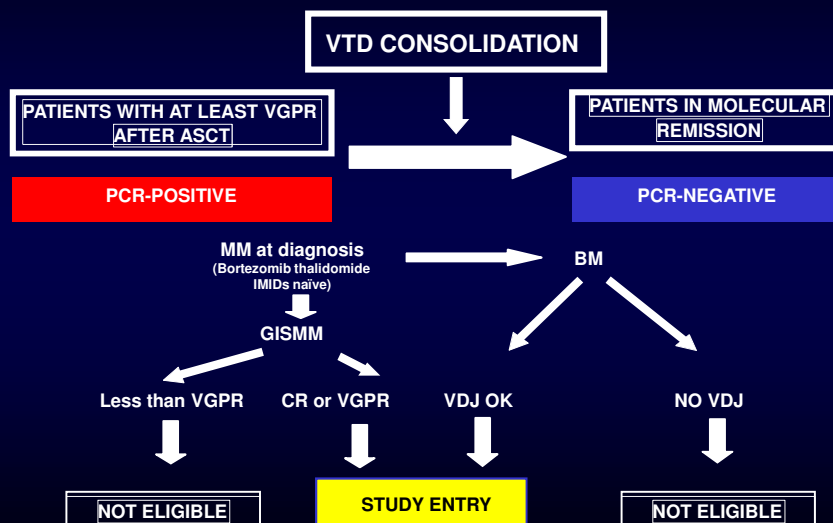 VTD CONSOLIDATION
PATIENTS WITH AT LEAST VGPR
AFTER ASCT
PATIENTS IN MOLECULAR
REMISSION
PCR-POSITIVE
PCR-NEGATIVE
MM at diagnosis
(Bortezomib thalidomide
IMIDs naïve)
BM
GISMM
Less than VGPR
CR or VGPR
VDJ OK
NO VDJ
NOT ELIGIBLE
STUDY ENTRY
NOT ELIGIBLE